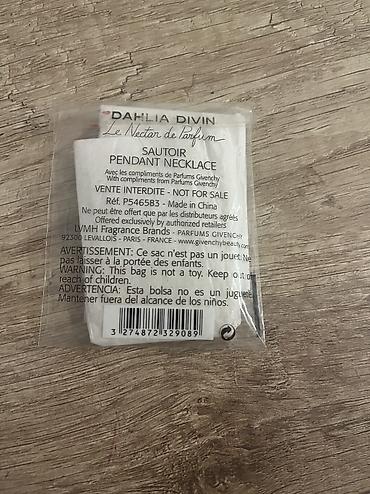 DAHLIA DIVIN
Le Nectar de Parfum
SAUTOIR
PENDANT NECKLACE
Avec les compliments de Parfums Givenchy
With compliments from Parfums Givenchy
VENTE INTERDITE - NOT FOR SALE
Réf. P546583 - Made in China
Ne peut être offert que par les distributeurs agréés
Offered exclusively by authorized retailers
LVMH Fragrance Brands - PARFUMS GIVENCHY
92300 LEVALLOIS - PARIS - FRANCE - www.givenchybeauty.com
AVERTISSEMENT: Ce sac n'est pas un jouet. Ne
pas laisser à la portée des enfants.
WARNING: This bag is not a toy. Keep out of
reach of children.
ADVERTENCIA: Esta bolsa no es un juguete.
Mantener fuera del alcance de los niños.
3 274872 329089